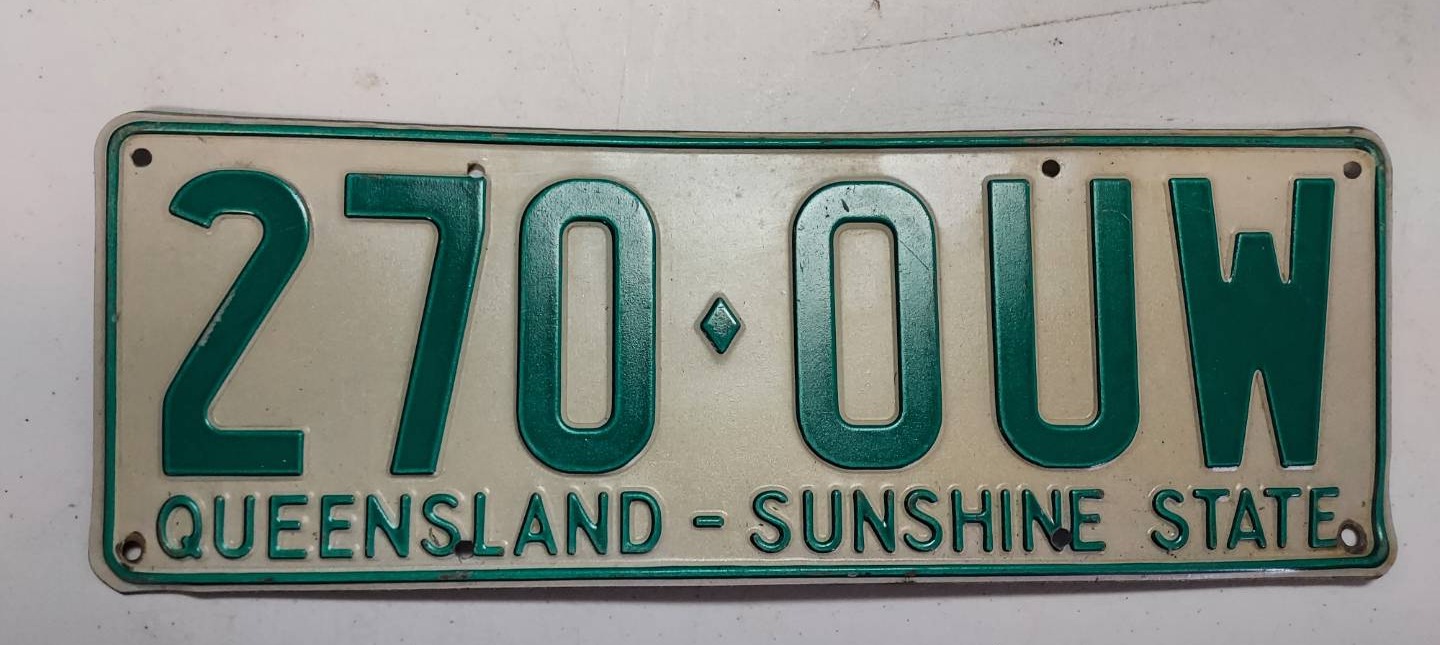 270♦OUW
QUEENSLAND - SUNSHINE STATE